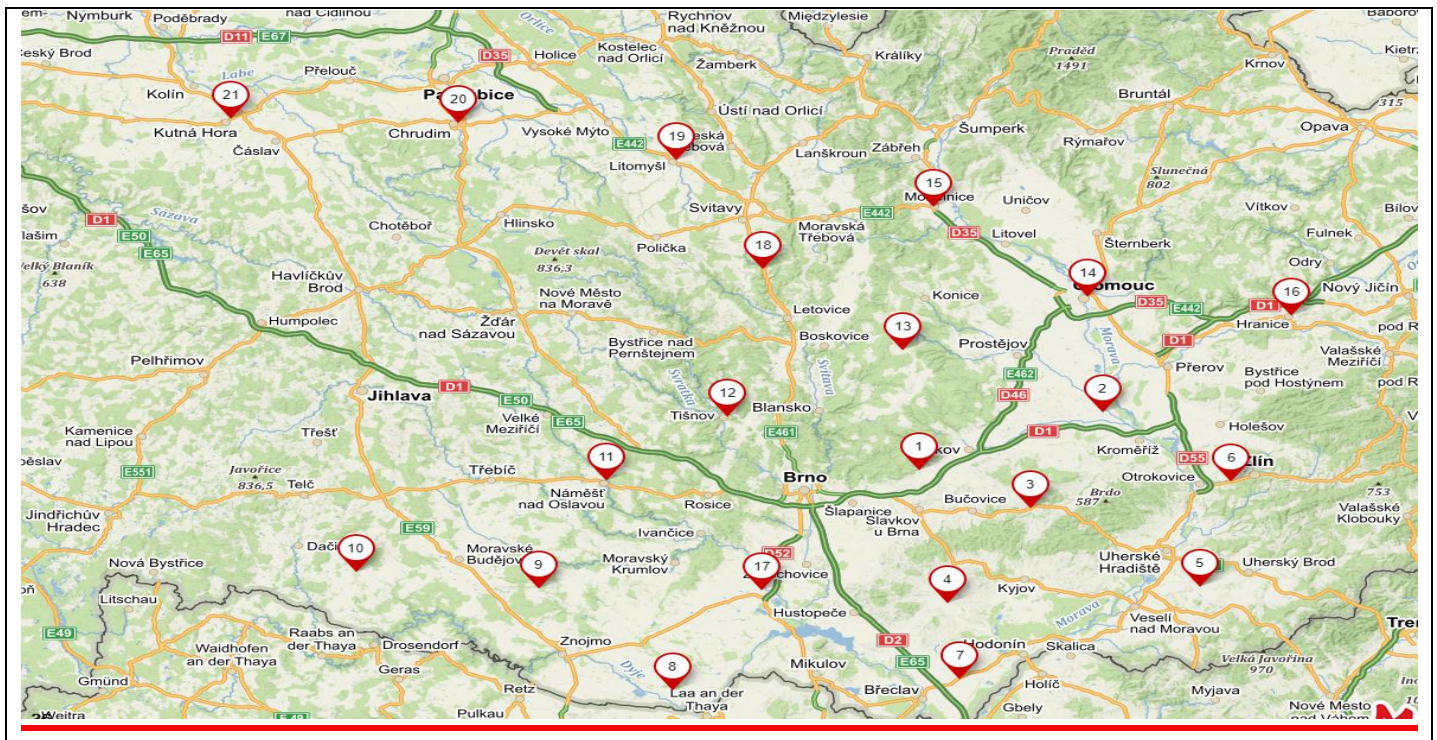 Nymburk
Poděbrady
nad Cidlinou
D11
E67
D35
Orlice
Rychnov
nad Kněžnou
Międzylesie
Český Brod
Přelouč
Holice
Kostelec
nad Orlicí
Žamberk
Králíky
Praděd
1491
Krnov
Labe
Kolín
21
20
Kutná Hora
Čáslav
Chrudim
Vysoké Mýto
E442
19
Litomyšl
Ústí nad Orlicí
Lanškroun
Zábřeh
Šumperk
Bruntál
Rýmařov
Opava
315
15
Uničov
Slunečná
802
Vítkov
Bílov
Svitavy
E442
Moravská
Třebová
D35
Litovel
Šternberk
Fulnek
Odry
D1
E50
E65
Sázava
Chotěboř
Hlinsko
Polička
18
Devět skal
836,3
Velký Blaník
638
Havlíčkův
Brod
Nové Město
na Moravě
Letovice
Konice
14
Olomouc
D35
E442
16
D1
Nový Jičín
Hranice
Humpolec
Žďár
nad Sázavou
Bystřice nad
Pernštejnem
Boskovice
13
Prostějov
Morava
D1
Valašské
Meziříčí
Pelhřimov
D1
Jihlava
E50
E65
Svratka
Svitava
E462
D46
2
Přerov
Bystřice
pod Hostýnem
pod R
Velké
Meziříčí
12
Tišnov
Blansko
E461
1
D1
Kroměříž
Holešov
Kamenice
nad Lipou
Třešť
E551
Javořice
836,5
Telč
Třebíč
11
Náměšť
nad Oslavou
Rosice
Brno
Šlapanice
Bučovice
Slavkov
u Brna
3
Brdo
587
Otrokovice
D55
6
Zlín
753
Valašské
Klobouky
Jindřichův
Hradec
E59
Ivančice
Moravské
Budějovice
9
Moravský
Krumlov
D52
17
10
Nová Bystřice
Litschau
4
Kyjov
Uherské
Hradiště
5
Uherský Brod
Hustopeče
Morava
Veselí
nad Moravou
E49
Waidhofen
an der Thaya
Raabs an
der Thaya
Drosendorf
Geras
Znojmo
Dyje
8
Laa an der
Thaya
Mikulov
D2
E65
7
Hodonín
Skalica
Velká Javořina
970
Gmünd
Retz
Pulkau
Břeclav
Holíč
Gbely
Myjava
Nové Mesto
nad Váhom